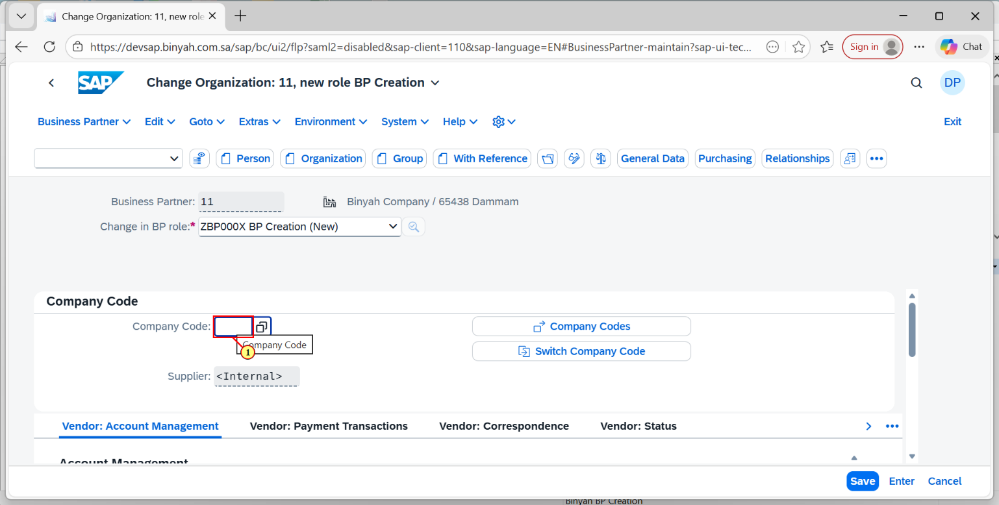 Change Organization: 11, new role
https://devsap.binyah.com.sa/sap/bc/ui2/flp?saml2=disabled&sap-client=110&sap-language=EN#BusinessPartner-maintain?sap-ui-tec...
Sign in
Chat
SAP
Change Organization: 11, new role BP Creation
DP
Business Partner
Edit
Goto
Extras
Environment
System
Help
Exit
Person
Organization
Group
With Reference
General Data
Purchasing
Relationships
Business Partner: 11
Binyah Company / 65438 Dammam
Change in BP role:* ZBP000X BP Creation (New)
Company Code
Company Code:
Company Codes
Company Code
1
Switch Company Code
Supplier: <Internal>
Vendor: Account Management
Vendor: Payment Transactions
Vendor: Correspondence
Vendor: Status
Account Management
Save
Enter
Cancel
Binyah BP Creation